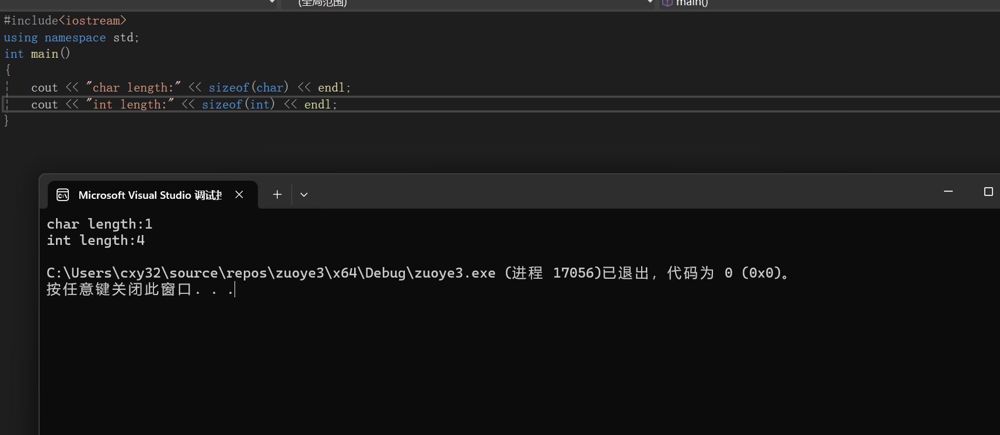 (全局范围)
main()
#include<iostream>
using namespace std;
int main()
{
cout << "char length:" << sizeof(char) << endl;
cout << "int length:" << sizeof(int) << endl;
}
Microsoft Visual Studio 调试
char length:1
int length:4
C:\Users\cxy32\source\repos\zuoye3\x64\Debug\zuoye3.exe (进程 17056)已退出，代码为 0 (0x0)。
按任意键关闭此窗口. . .